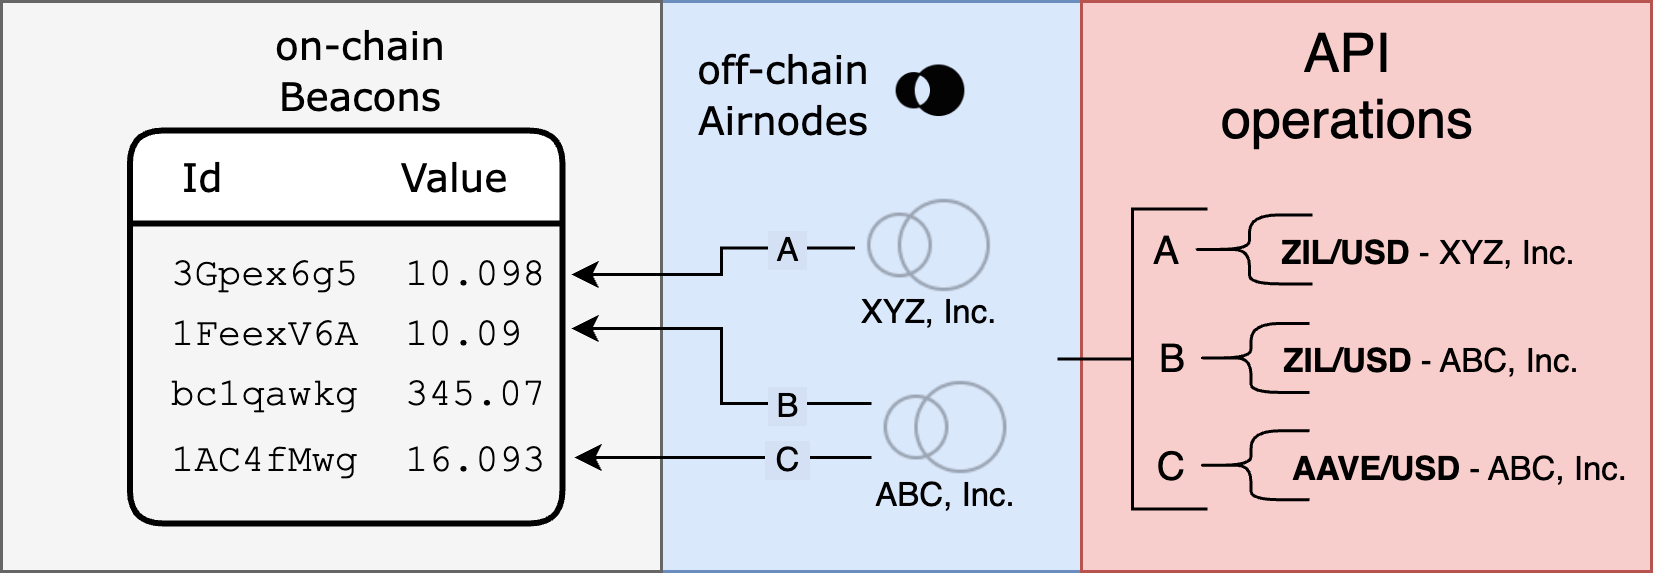 on-chain
Beacons
Id Value
3Gpex6g5 10.098
1FeexV6A 10.09
bc1qawkg 345.07
1AC4fMwg 16.093
off-chain
Airnodes
A
XYZ, Inc.
B
C
ABC, Inc.
API
operations
A ZIL/USD - XYZ, Inc.
B ZIL/USD - ABC, Inc.
C AAVE/USD - ABC, Inc.